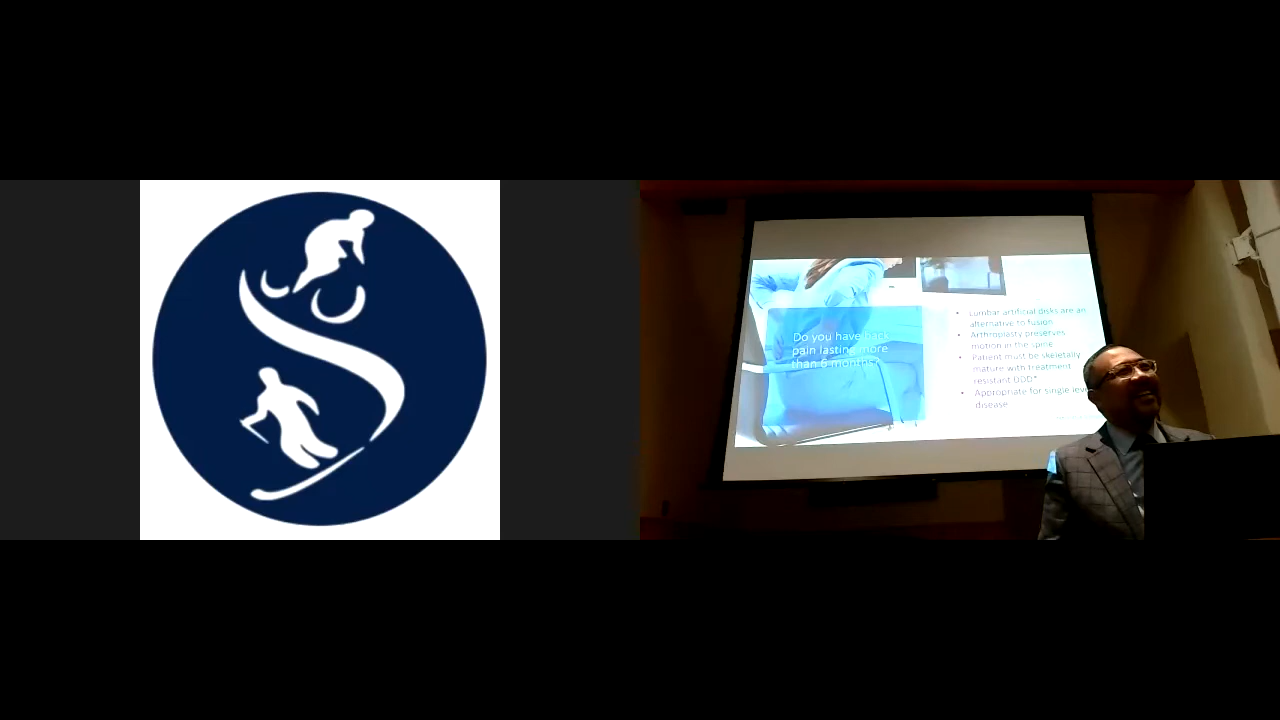 Do you have back
pain lasting more
than 6 months?
• Lumbar artificial disks are an
alternative to fusion
• Arthroplasty preserves
motion in the spine
• Patient must be skeletally
mature with treatment
resistant DDD*
• Appropriate for single level
disease